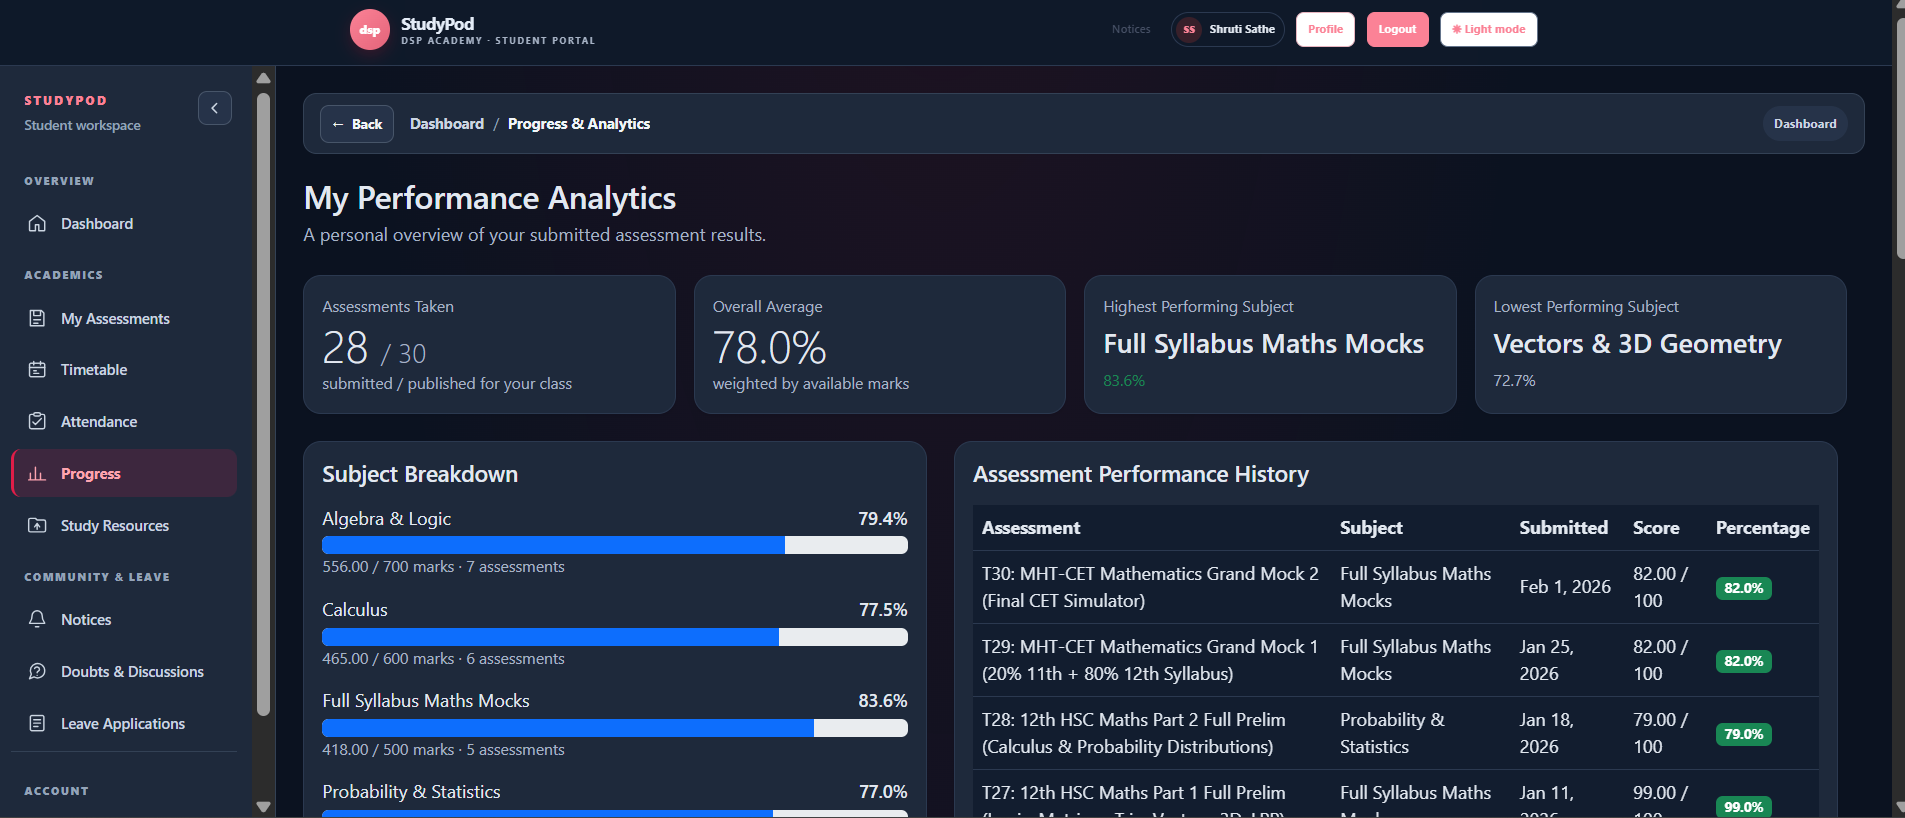 dsp
StudyPod
DSP ACADEMY · STUDENT PORTAL
Notices
SS Shruti Sathe
Profile
Logout
☀ Light mode
STUDYPOD
Student workspace
OVERVIEW
Dashboard
ACADEMICS
My Assessments
Timetable
Attendance
Progress
Study Resources
COMMUNITY & LEAVE
Notices
Doubts & Discussions
Leave Applications
ACCOUNT
← Back
Dashboard / Progress & Analytics
Dashboard
My Performance Analytics
A personal overview of your submitted assessment results.
Assessments Taken
28 / 30
submitted / published for your class
Overall Average
78.0%
weighted by available marks
Highest Performing Subject
Full Syllabus Maths Mocks
83.6%
Lowest Performing Subject
Vectors & 3D Geometry
72.7%
Subject Breakdown
Algebra & Logic 79.4%
556.00 / 700 marks · 7 assessments
Calculus 77.5%
465.00 / 600 marks · 6 assessments
Full Syllabus Maths Mocks 83.6%
418.00 / 500 marks · 5 assessments
Probability & Statistics 77.0%
Assessment Performance History
Assessment Subject Submitted Score Percentage
T30: MHT-CET Mathematics Grand Mock 2
(Final CET Simulator)
Full Syllabus Maths
Mocks
Feb 1, 2026
82.00 /
100
82.0%
T29: MHT-CET Mathematics Grand Mock 1
(20% 11th + 80% 12th Syllabus)
Full Syllabus Maths
Mocks
Jan 25,
2026
82.00 /
100
82.0%
T28: 12th HSC Maths Part 2 Full Prelim
(Calculus & Probability Distributions)
Probability &
Statistics
Jan 18,
2026
79.00 /
100
79.0%
T27: 12th HSC Maths Part 1 Full Prelim
Full Syllabus Maths
Jan 11,
99.00 /
99.0%